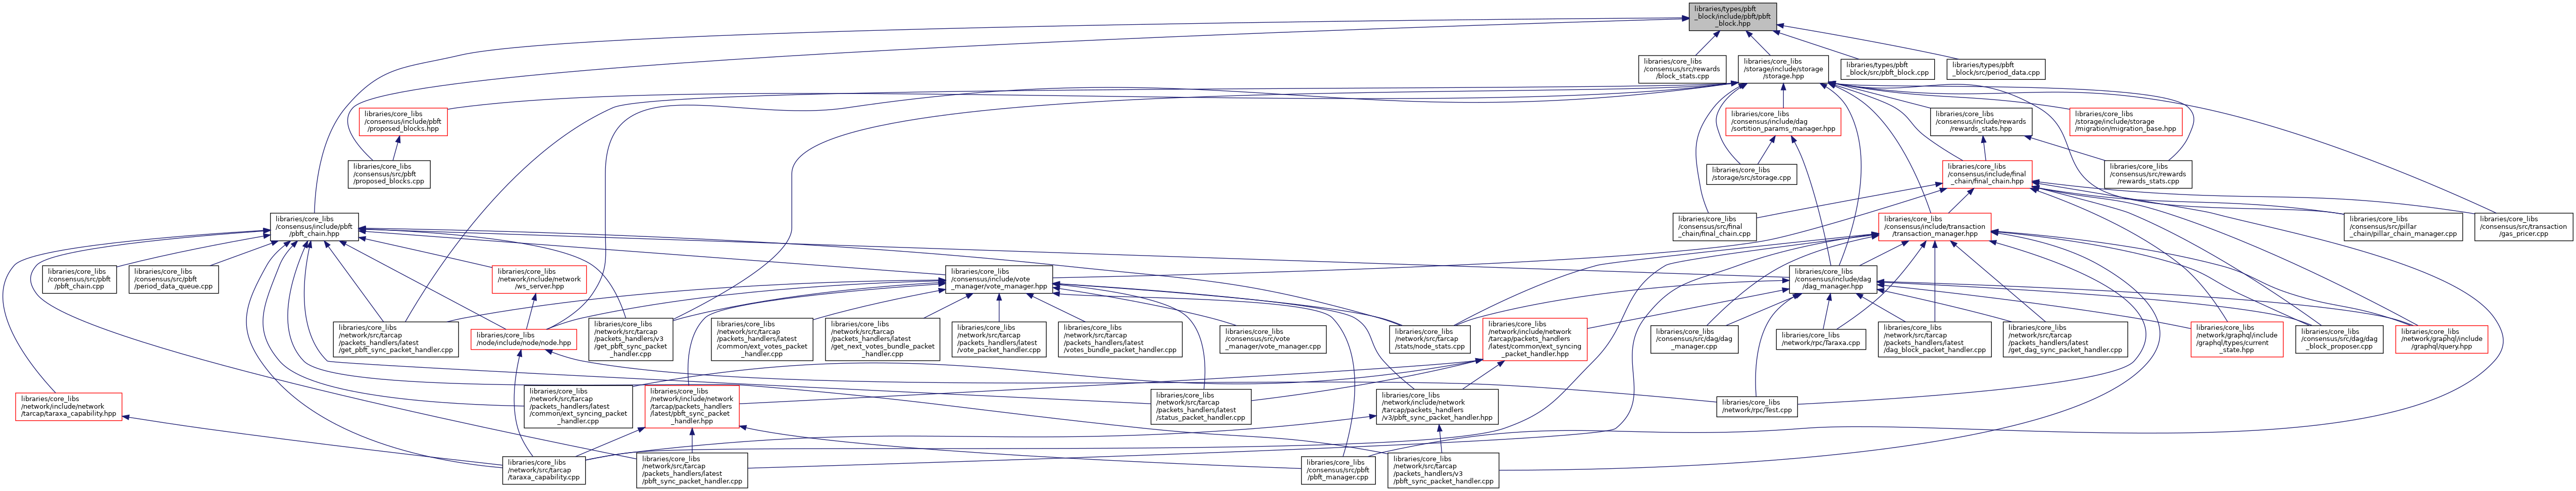 libraries/types/pbft
_block/include/pbft/pbft
_block.hpp
libraries/core_libs
/consensus/src/rewards
/block_stats.cpp
libraries/core_libs
/storage/include/storage
/storage.hpp
libraries/types/pbft
_block/src/pbft_block.cpp
libraries/types/pbft
_block/src/period_data.cpp
libraries/core_libs
/consensus/include/pbft
/proposed_blocks.hpp
libraries/core_libs
/consensus/include/dag
/sortition_params_manager.hpp
libraries/core_libs
/consensus/include/rewards
/rewards_stats.hpp
libraries/core_libs
/storage/include/storage
/migration/migration_base.hpp
libraries/core_libs
/consensus/src/pbft
/proposed_blocks.cpp
libraries/core_libs
/storage/src/storage.cpp
libraries/core_libs
/consensus/include/final
_chain/final_chain.hpp
libraries/core_libs
/consensus/src/rewards
/rewards_stats.cpp
libraries/core_libs
/consensus/include/pbft
/pbft_chain.hpp
libraries/core_libs
/consensus/src/final
_chain/final_chain.cpp
libraries/core_libs
/consensus/include/transaction
/transaction_manager.hpp
libraries/core_libs
/consensus/src/pillar
_chain/pillar_chain_manager.cpp
libraries/core_libs
/consensus/src/transaction
/gas_pricer.cpp
libraries/core_libs
/consensus/src/pbft
/pbft_chain.cpp
libraries/core_libs
/consensus/src/pbft
/period_data_queue.cpp
libraries/core_libs
/network/include/network
/ws_server.hpp
libraries/core_libs
/consensus/include/vote
_manager/vote_manager.hpp
libraries/core_libs
/consensus/include/dag
/dag_manager.hpp
libraries/core_libs
/network/src/tarcap
/packets_handlers/latest
/get_pbft_sync_packet_handler.cpp
libraries/core_libs
/node/include/node/node.hpp
libraries/core_libs
/network/src/tarcap
/packets_handlers/v3
/get_pbft_sync_packet
_handler.cpp
libraries/core_libs
/network/src/tarcap
/packets_handlers/latest
/common/ext_votes_packet
_handler.cpp
libraries/core_libs
/network/src/tarcap
/packets_handlers/latest
/get_next_votes_bundle_packet
_handler.cpp
libraries/core_libs
/network/src/tarcap
/packets_handlers/latest
/vote_packet_handler.cpp
libraries/core_libs
/network/src/tarcap
/packets_handlers/latest
/votes_bundle_packet_handler.cpp
libraries/core_libs
/consensus/src/vote
_manager/vote_manager.cpp
libraries/core_libs
/network/src/tarcap
/stats/node_stats.cpp
libraries/core_libs
/network/include/network
/tarcap/packets_handlers
/latest/common/ext_syncing
_packet_handler.hpp
libraries/core_libs
/consensus/src/dag/dag
_manager.cpp
libraries/core_libs
/network/rpc/Taraxa.cpp
libraries/core_libs
/network/src/tarcap
/packets_handlers/latest
/dag_block_packet_handler.cpp
libraries/core_libs
/network/src/tarcap
/packets_handlers/latest
/get_dag_sync_packet_handler.cpp
libraries/core_libs
/network/graphql/include
/graphql/types/current
_state.hpp
libraries/core_libs
/consensus/src/dag/dag
_block_proposer.cpp
libraries/core_libs
/network/graphql/include
/graphql/query.hpp
libraries/core_libs
/network/include/network
/tarcap/taraxa_capability.hpp
libraries/core_libs
/network/src/tarcap
/packets_handlers/latest
/common/ext_syncing_packet
_handler.cpp
libraries/core_libs
/network/include/network
/tarcap/packets_handlers
/latest/pbft_sync_packet
_handler.hpp
libraries/core_libs
/network/src/tarcap
/packets_handlers/latest
/status_packet_handler.cpp
libraries/core_libs
/network/include/network
/tarcap/packets_handlers
/v3/pbft_sync_packet_handler.hpp
libraries/core_libs
/network/rpc/Test.cpp
libraries/core_libs
/network/src/tarcap
/taraxa_capability.cpp
libraries/core_libs
/network/src/tarcap
/packets_handlers/latest
/pbft_sync_packet_handler.cpp
libraries/core_libs
/consensus/src/pbft
/pbft_manager.cpp
libraries/core_libs
/network/src/tarcap
/packets_handlers/v3
/pbft_sync_packet_handler.cpp